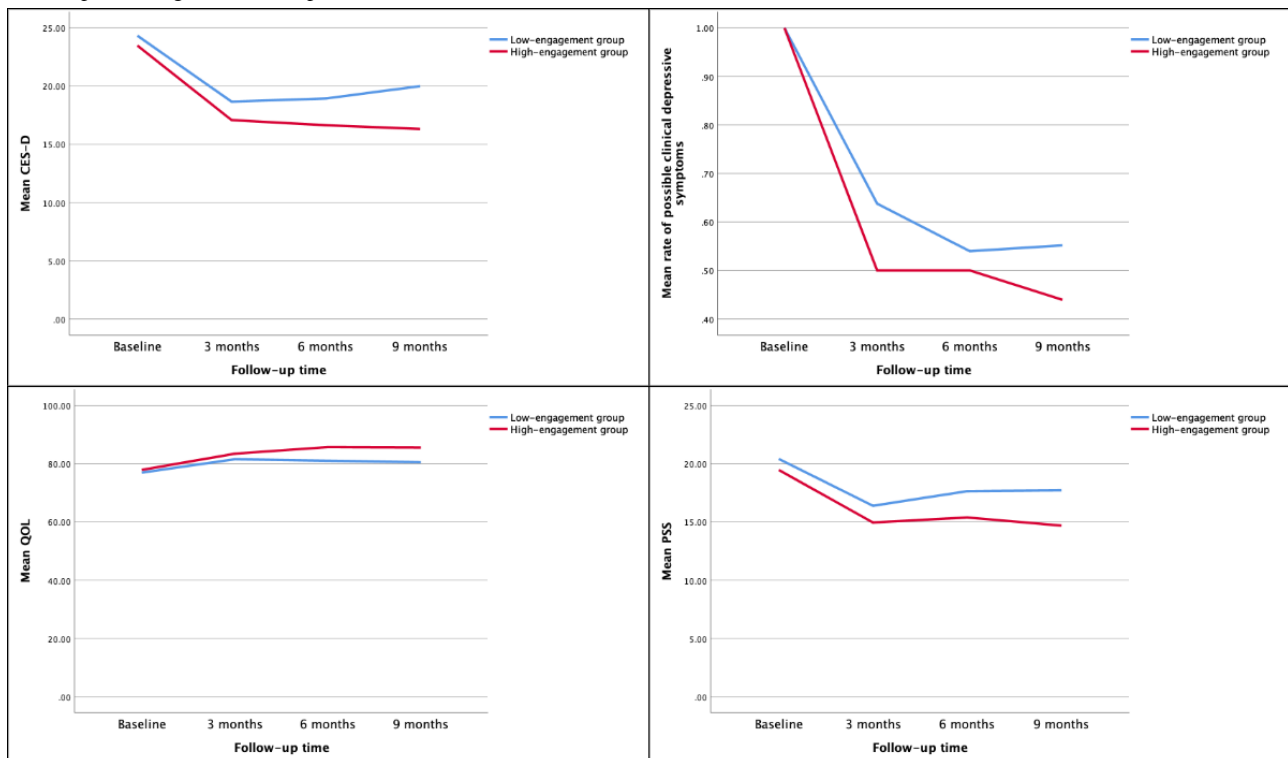 25.00
20.00
15.00
10.00
5.00
.00
Mean CES-D
Baseline
3 months
6 months
9 months
Follow-up time
Low-engagement group
High-engagement group
1.00
.90
.80
.70
.60
.50
.40
Mean rate of possible clinical depressive
symptoms
Baseline
3 months
6 months
9 months
Follow-up time
Low-engagement group
High-engagement group
100.00
80.00
60.00
40.00
20.00
.00
Mean QOL
Baseline
3 months
6 months
9 months
Follow-up time
Low-engagement group
High-engagement group
25.00
20.00
15.00
10.00
5.00
.00
Mean PSS
Baseline
3 months
6 months
9 months
Follow-up time
Low-engagement group
High-engagement group